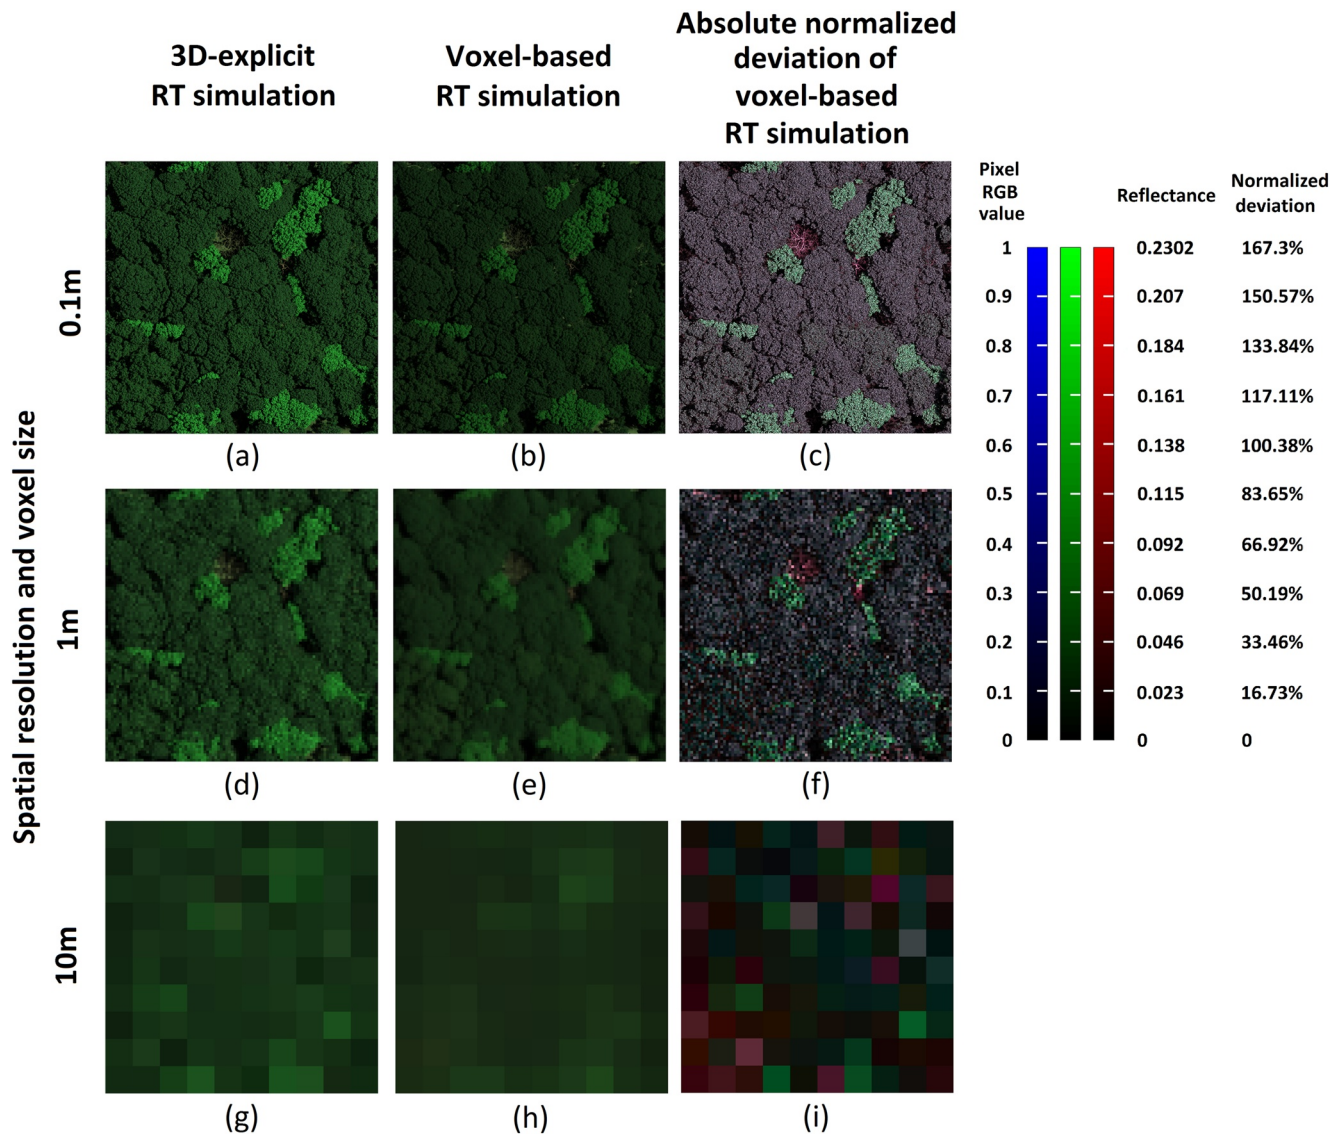 3D-explicit
RT simulation
Voxel-based
RT simulation
Absolute normalized
deviation of
voxel-based
RT simulation
Spatial resolution and voxel size
0.1m
(a)
(b)
(c)
1m
(d)
(e)
(f)
10m
(g)
(h)
(i)
Pixel
RGB
value
Reflectance
Normalized
deviation
1 0.2302 167.3%
0.9 0.207 150.57%
0.8 0.184 133.84%
0.7 0.161 117.11%
0.6 0.138 100.38%
0.5 0.115 83.65%
0.4 0.092 66.92%
0.3 0.069 50.19%
0.2 0.046 33.46%
0.1 0.023 16.73%
0 0 0